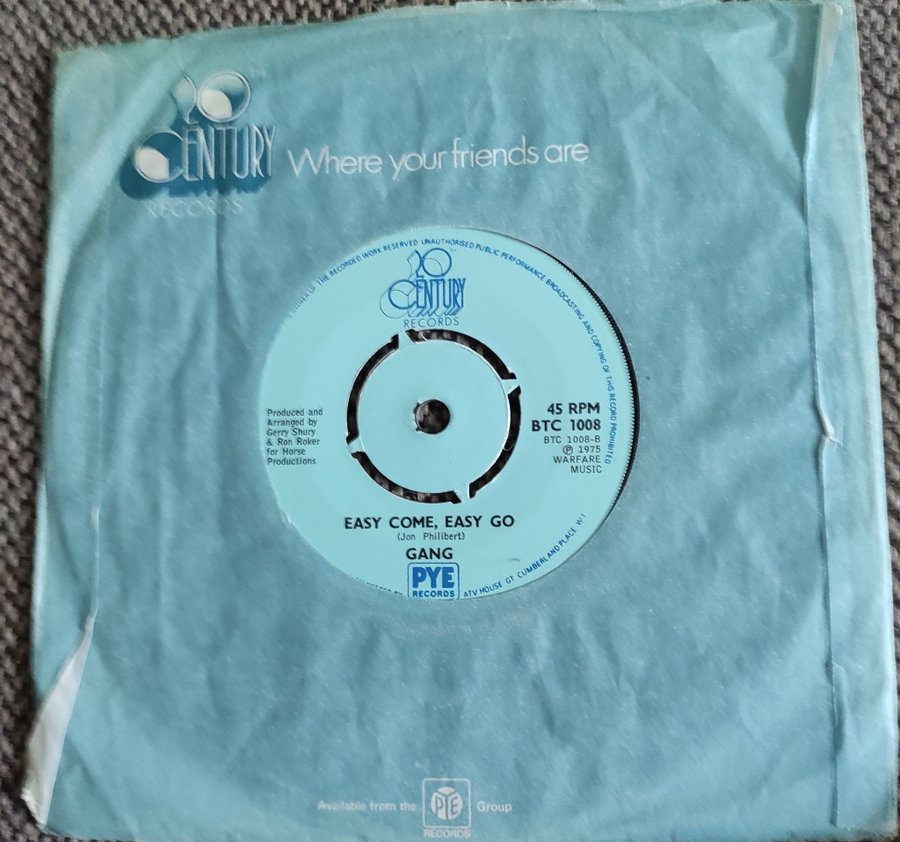 20
CENTURY
RECORDS
Where your friends are
THE RECORDED WORK RESERVED UNAUTHORISED PUBLIC PERFORMANCE BROADCASTING AND COPYING OF THIS RECORD PROHIBITED
20
CENTURY
RECORDS
Produced and
Arranged by
Gerry Shury
& Ron Roker
for Horse
Productions
45 RPM
BTC 1008
BTC 1008-B
℗ 1975
WARFARE
MUSIC
EASY COME, EASY GO
(Jon Philibert)
GANG
PYE
RECORDS
ATV HOUSE GT CUMBERLAND PLACE W.1
Available from the PYE Group
RECORDS